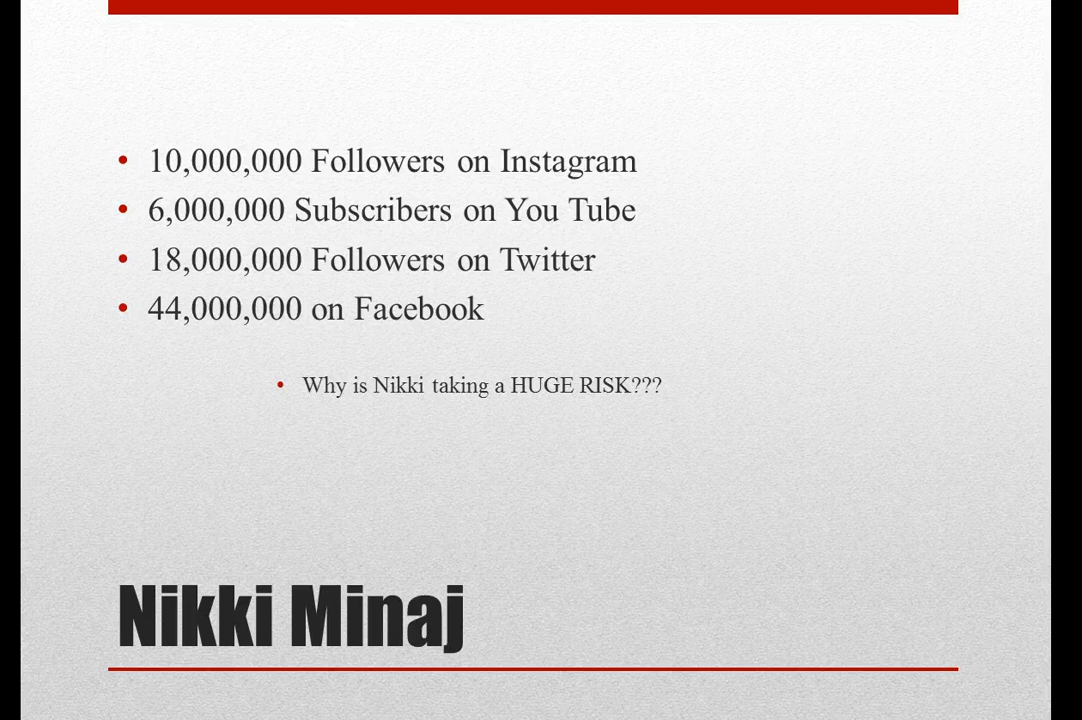 • 10,000,000 Followers on Instagram
• 6,000,000 Subscribers on You Tube
• 18,000,000 Followers on Twitter
• 44,000,000 on Facebook
• Why is Nikki taking a HUGE RISK???
Nikki Minaj